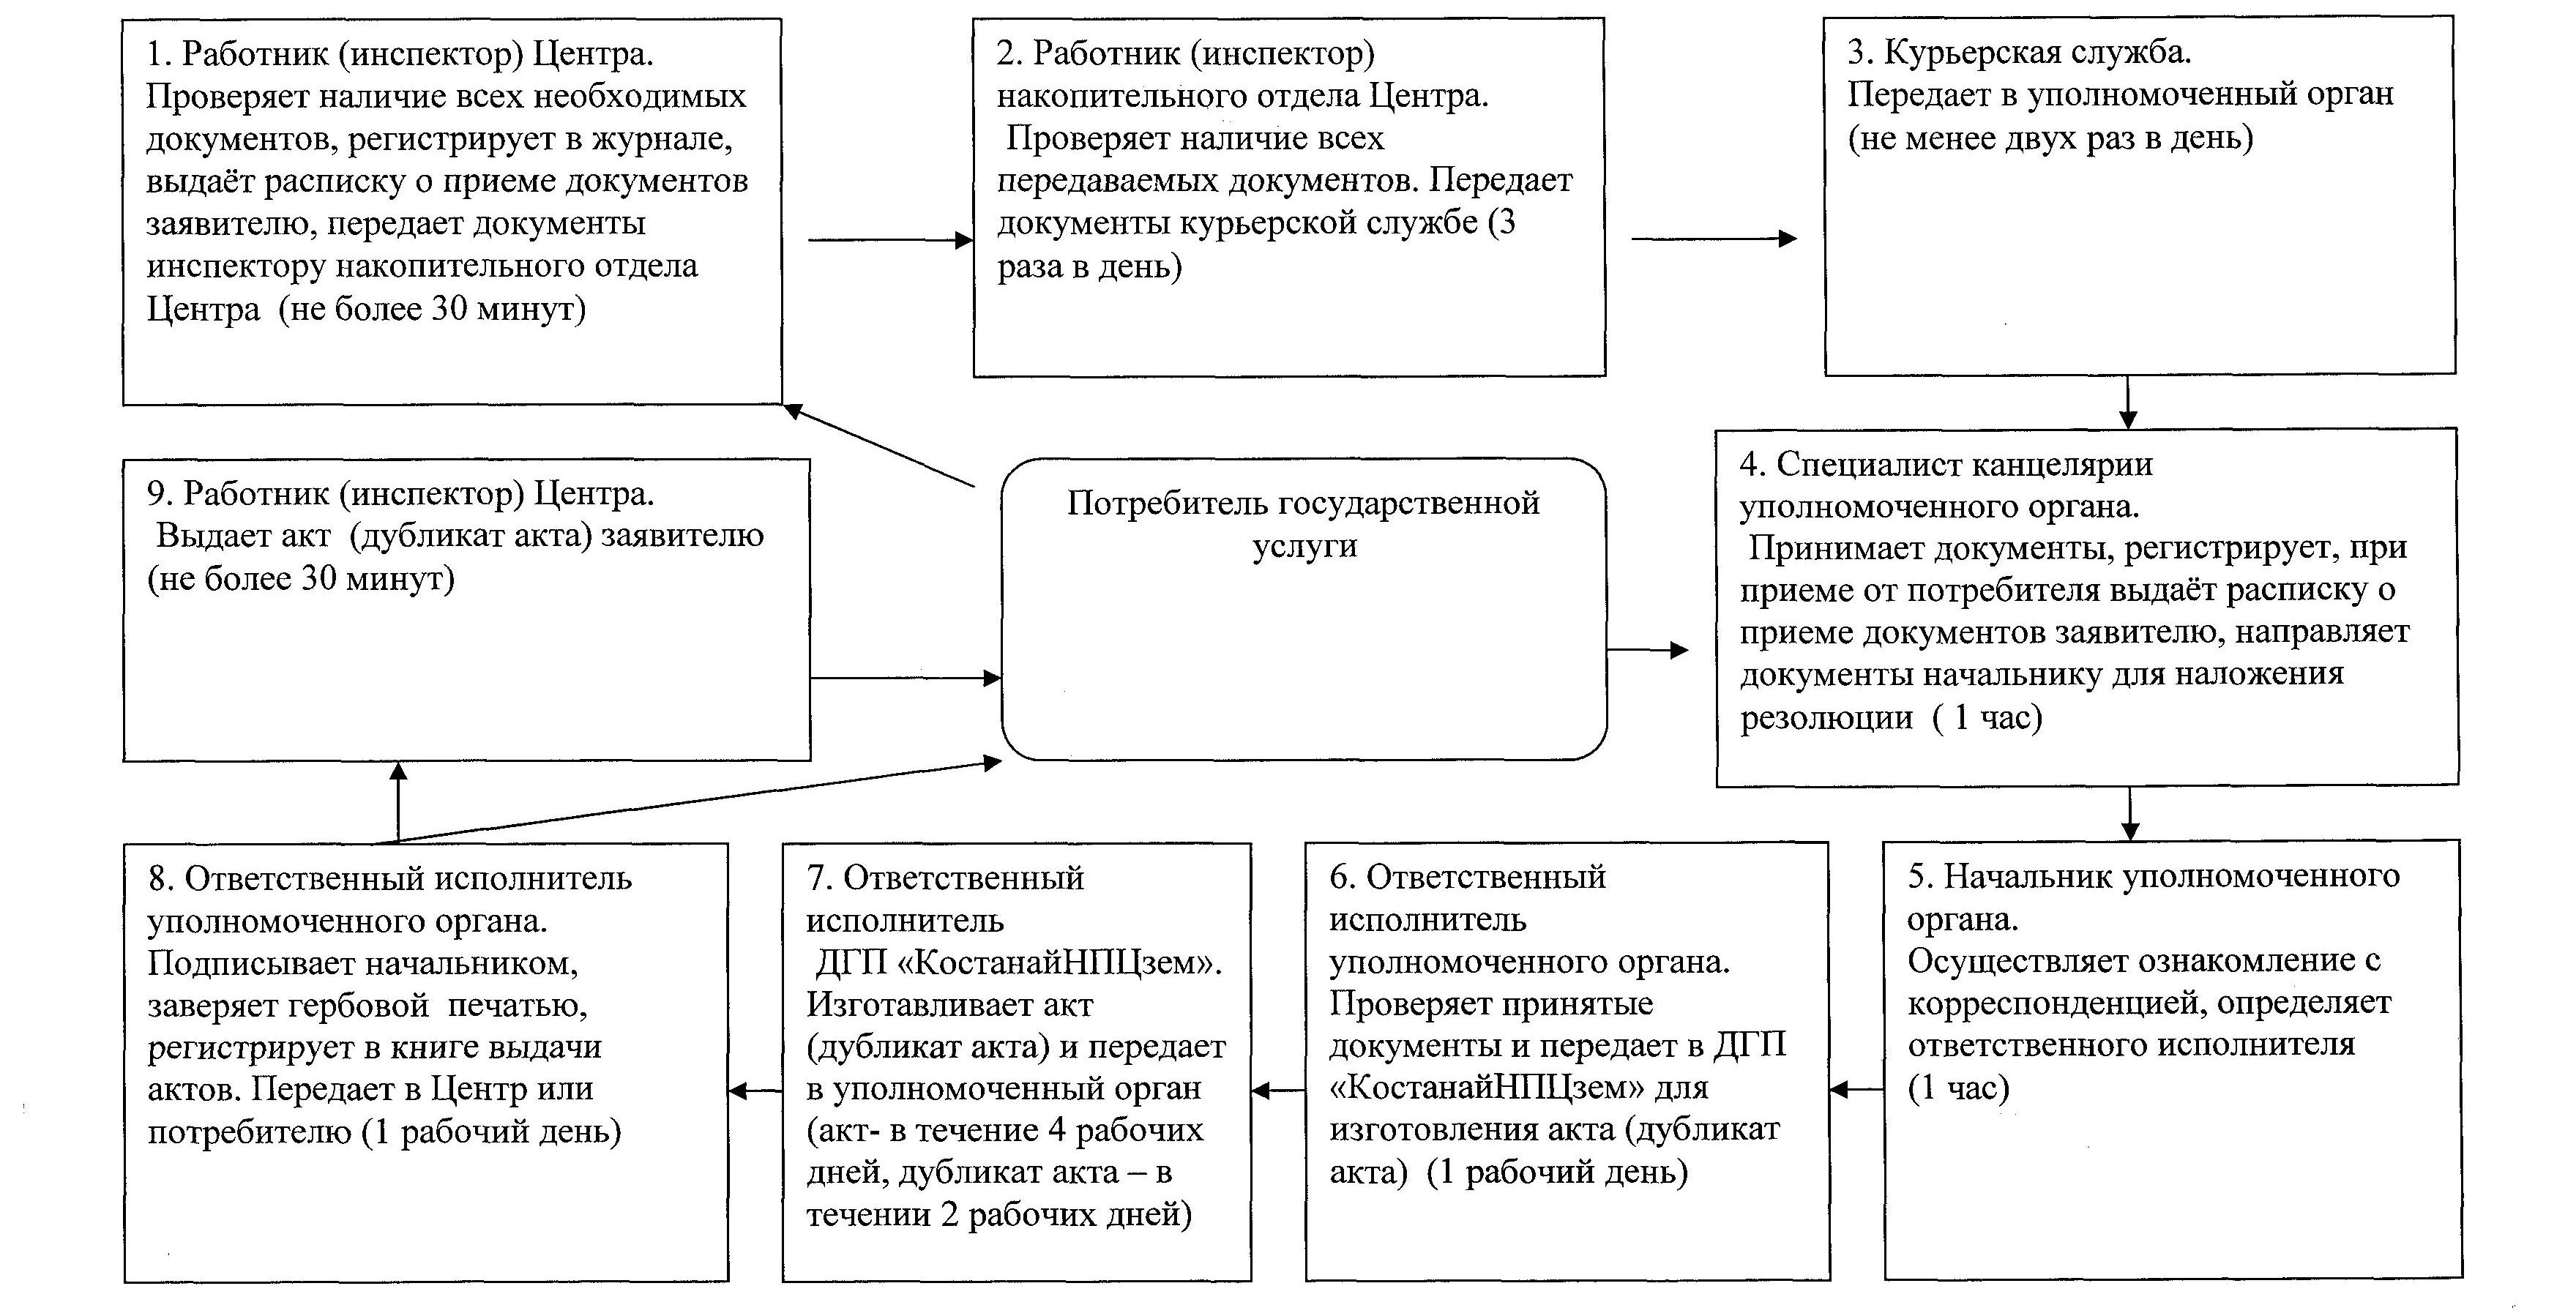 1. Работник (инспектор) Центра.
Проверяет наличие всех необходимых
документов, регистрирует в журнале,
выдаёт расписку о приеме документов
заявителю, передает документы
инспектору накопительного отдела
Центра (не более 30 минут)
2. Работник (инспектор)
накопительного отдела Центра.
Проверяет наличие всех
передаваемых документов. Передает
документы курьерской службе (3
раза в день)
3. Курьерская служба.
Передает в уполномоченный орган
(не менее двух раз в день)
9. Работник (инспектор) Центра.
Выдает акт (дубликат акта) заявителю
(не более 30 минут)
Потребитель государственной
услуги
4. Специалист канцелярии
уполномоченного органа.
Принимает документы, регистрирует, при
приеме от потребителя выдаёт расписку о
приеме документов заявителю, направляет
документы начальнику для наложения
резолюции ( 1 час)
8. Ответственный исполнитель
уполномоченного органа.
Подписывает начальником,
заверяет гербовой печатью,
регистрирует в книге выдачи
актов. Передает в Центр или
потребителю (1 рабочий день)
7. Ответственный
исполнитель
ДГП «КостанайНПЦзем».
Изготавливает акт
(дубликат акта) и передает
в уполномоченный орган
(акт- в течение 4 рабочих
дней, дубликат акта – в
течении 2 рабочих дней)
6. Ответственный
исполнитель
уполномоченного органа.
Проверяет принятые
документы и передает в ДГП
«КостанайНПЦзем» для
изготовления акта (дубликат
акта) (1 рабочий день)
5. Начальник уполномоченного
органа.
Осуществляет ознакомление с
корреспонденцией, определяет
ответственного исполнителя
(1 час)